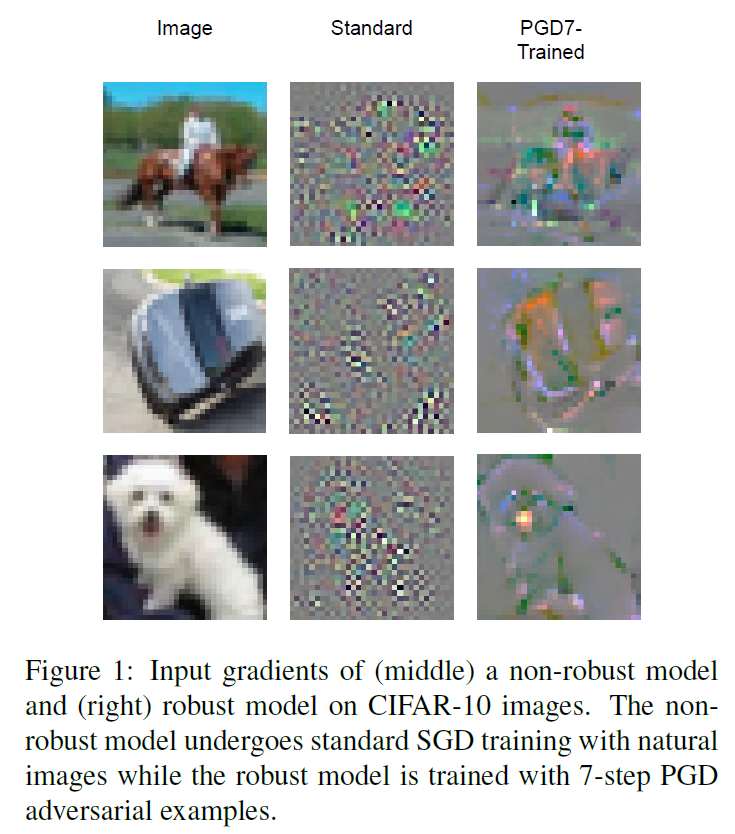 Image
Standard
PGD7-
Trained
Figure 1: Input gradients of (middle) a non-robust model
and (right) robust model on CIFAR-10 images. The non-
robust model undergoes standard SGD training with natural
images while the robust model is trained with 7-step PGD
adversarial examples.